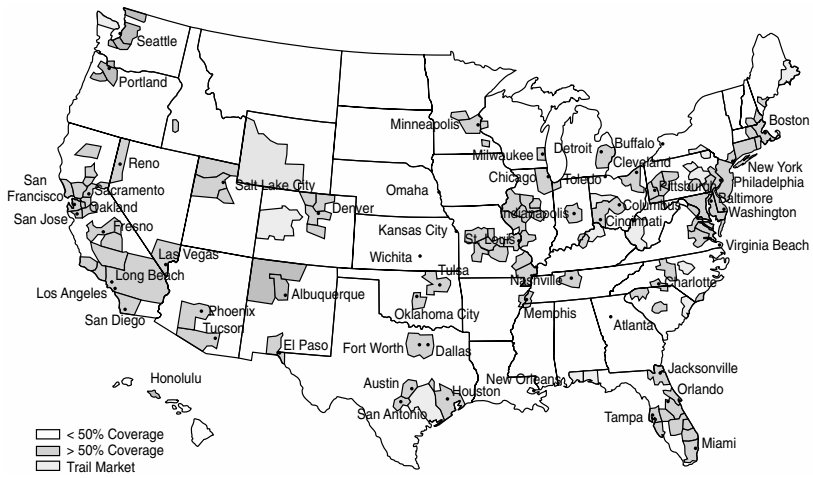 Seattle
Portland
Minneapolis
Boston
Milwaukee
Detroit
Buffalo
Cleveland
Reno
Chicago
Toledo
New York
San Francisco
Sacramento
Salt Lake City
Omaha
Pittsburgh
Philadelphia
Oakland
Denver
Indianapolis
Columbus
Baltimore
San Jose
Fresno
Kansas City
St. Louis
Cincinnati
Washington
Las Vegas
Wichita
Virginia Beach
Long Beach
Tulsa
Nashville
Charlotte
Los Angeles
Albuquerque
Oklahoma City
Memphis
San Diego
Phoenix
Tucson
Atlanta
El Paso
Fort Worth
Dallas
Honolulu
Austin
Houston
New Orleans
Jacksonville
Orlando
San Antonio
Tampa
Miami
< 50% Coverage
> 50% Coverage
Trail Market